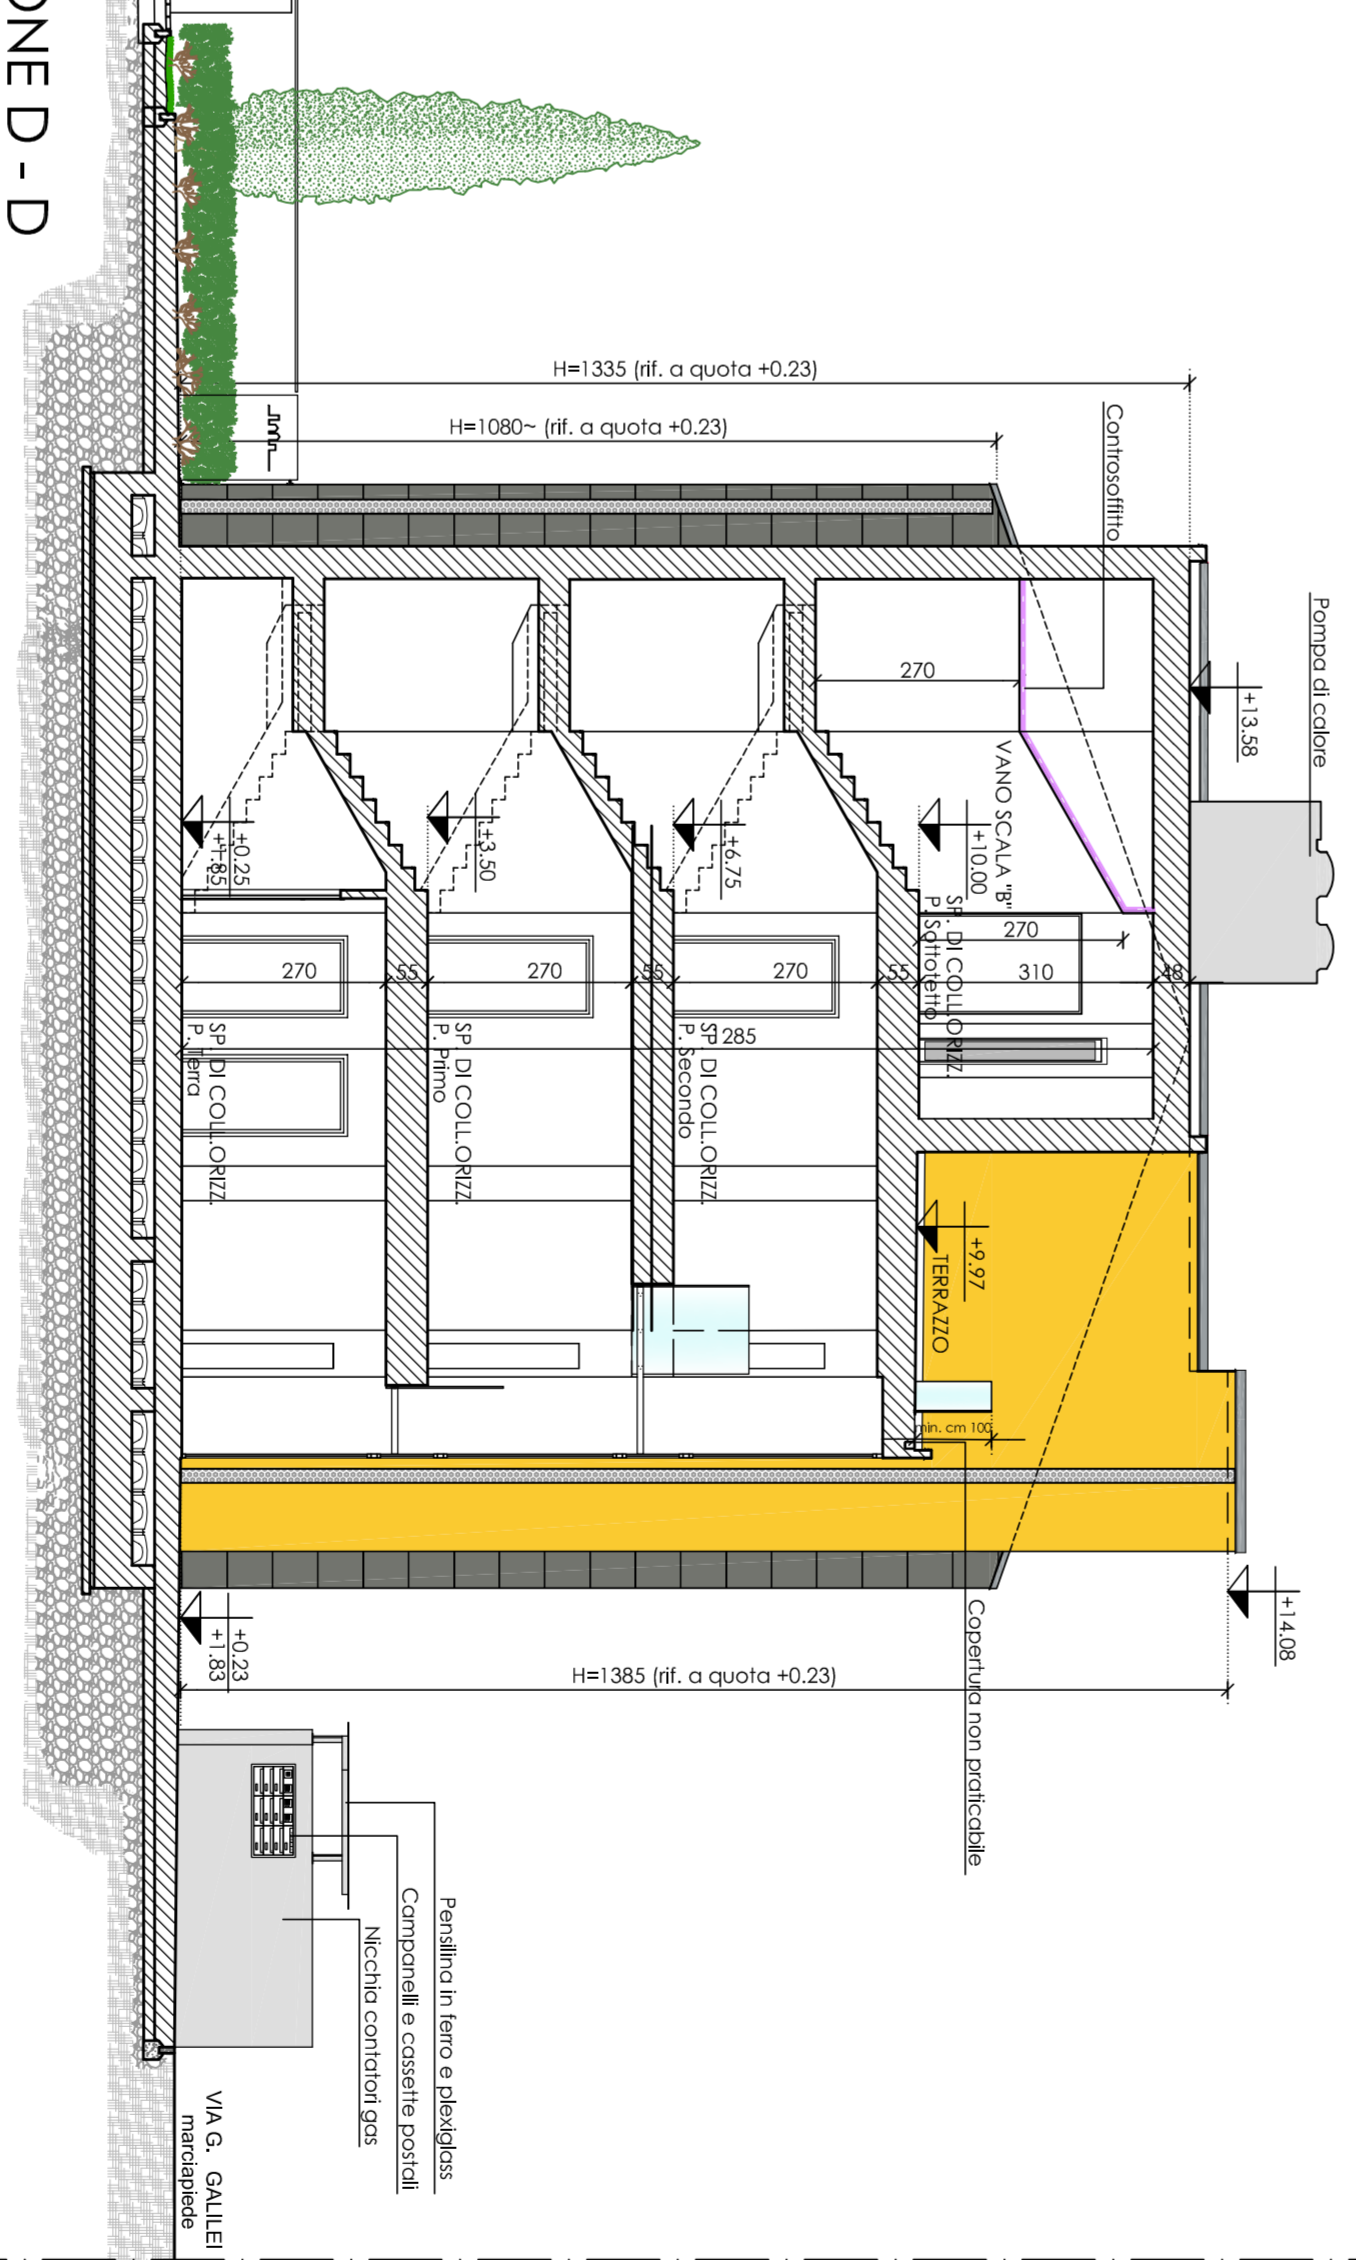 ONE D - D
H=1335 (rif. a quota +0.23)
H=1080~ (rif. a quota +0.23)
Controsoffitto
Pompa di calore
+13.58
270
VANO SCALA "B"
+0.25
+1.85
+3.50
+6.75
+10.00
SP. DI COLL.ORIZZ.
P. Sottotetto
270
270
55
270
55
270
55
310
48
1285
SP. DI COLL.ORIZZ.
P. Terra
SP. DI COLL.ORIZZ.
P. Primo
SP. DI COLL.ORIZZ.
P. Secondo
+9.97
TERRAZZO
min. cm 100
Copertura non praticabile
+0.23
+1.83
+14.08
H=1385 (rif. a quota +0.23)
Pensilina in ferro e plexiglass
Campanelli e cassette postali
Nicchia contatori gas
VIA G. GALILEI
marciapiede